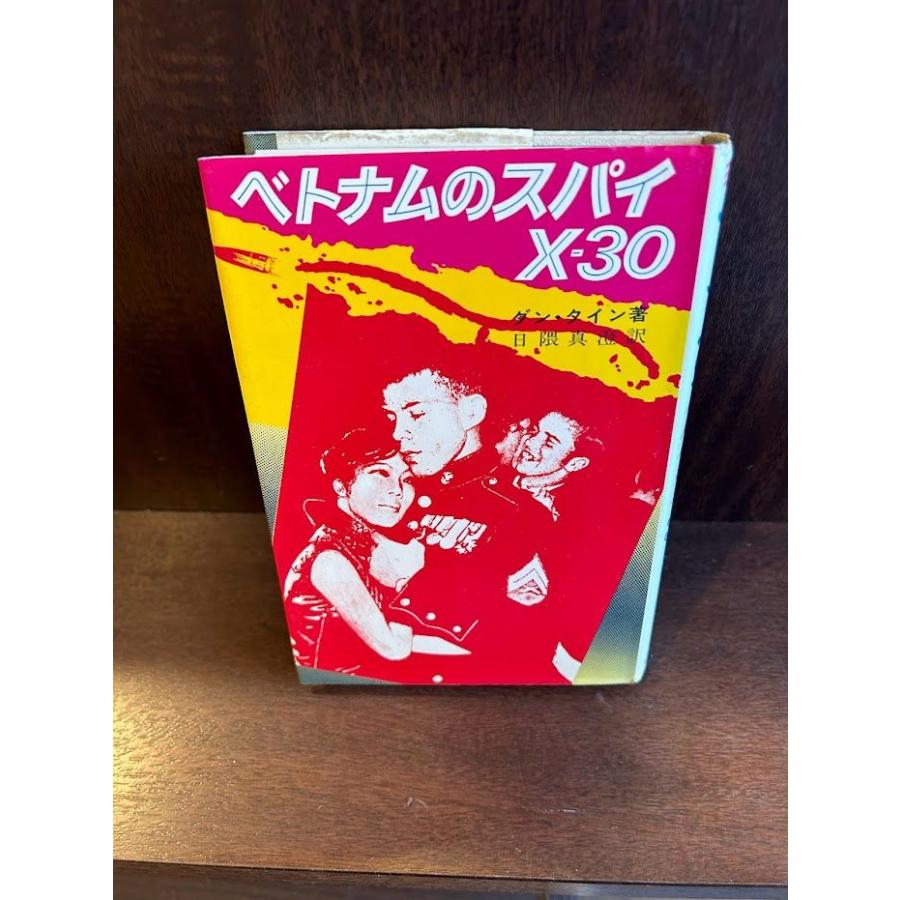 ベトナムのスパイ
X-30
ダン・タイン著
日隈真澄訳